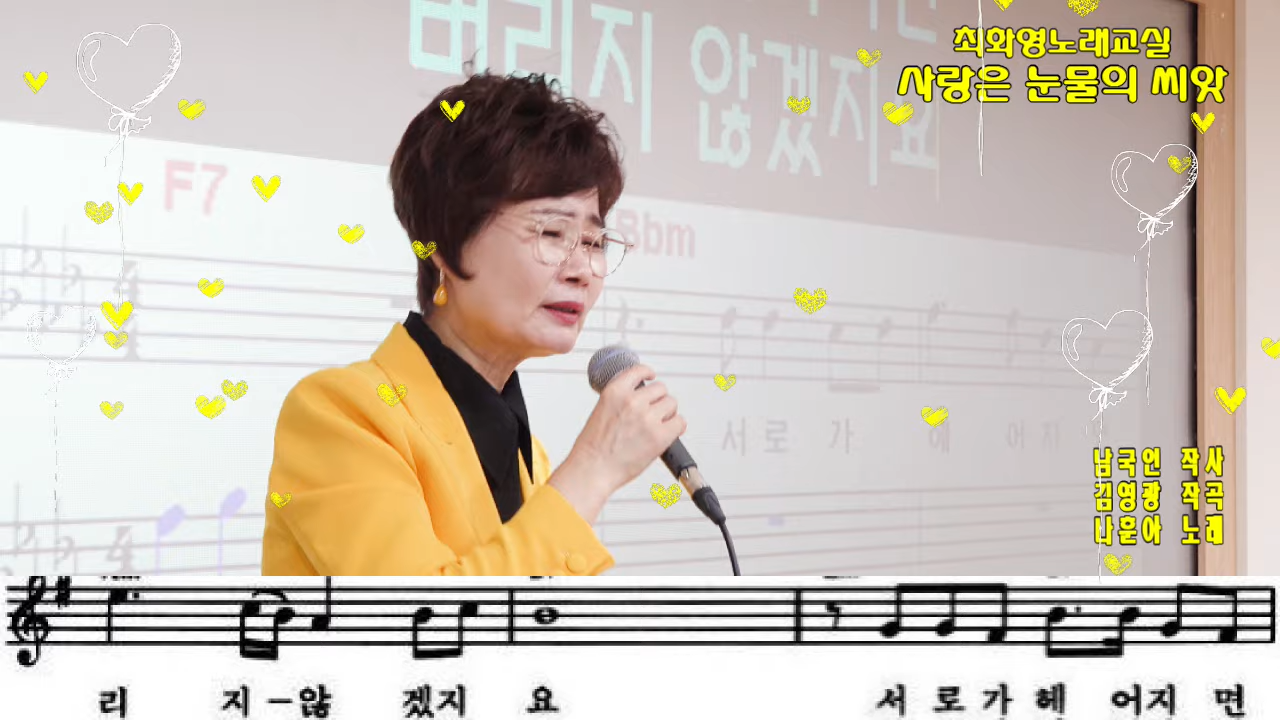 버리지 않겠지요
최화영노래교실
사랑은 눈물의 씨앗
F7
Bbm
서로가 헤어지
남국인 작사
김영광 작곡
나훈아 노래
리 지-않 겠지 요 서로가헤 어지 면